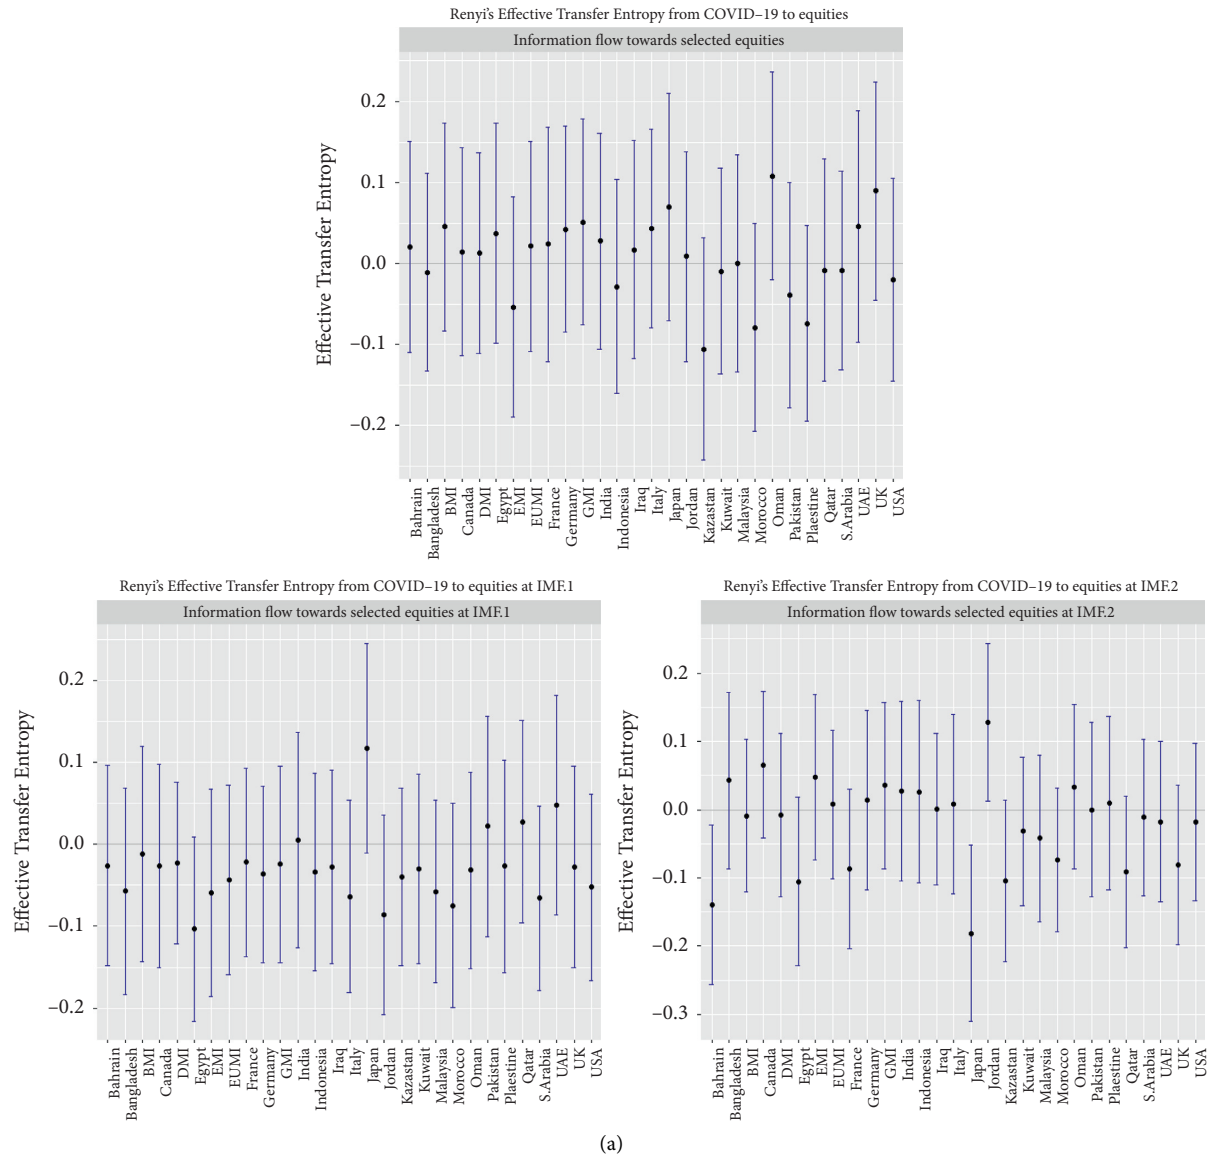 Renyi's Effective Transfer Entropy from COVID–19 to equities
Information flow towards selected equities
Effective Transfer Entropy
0.2
0.1
0.0
−0.1
−0.2
Bahrain
Bangladesh
BMI
Canada
DMI
Egypt
EMI
EUMI
France
Germany
GMI
India
Indonesia
Iraq
Italy
Japan
Jordan
Kazastan
Kuwait
Malaysia
Morocco
Oman
Pakistan
Plaestine
Qatar
S.Arabia
UAE
UK
USA
Renyi's Effective Transfer Entropy from COVID–19 to equities at IMF.1
Information flow towards selected equities at IMF.1
Effective Transfer Entropy
0.2
0.1
0.0
−0.1
−0.2
Bahrain
Bangladesh
BMI
Canada
DMI
Egypt
EMI
EUMI
France
Germany
GMI
India
Indonesia
Iraq
Italy
Japan
Jordan
Kazastan
Kuwait
Malaysia
Morocco
Oman
Pakistan
Plaestine
Qatar
S.Arabia
UAE
UK
USA
Renyi's Effective Transfer Entropy from COVID–19 to equities at IMF.2
Information flow towards selected equities at IMF.2
Effective Transfer Entropy
0.2
0.1
0.0
−0.1
−0.2
−0.3
Bahrain
Bangladesh
BMI
Canada
DMI
Egypt
EMI
EUMI
France
Germany
GMI
India
Indonesia
Iraq
Italy
Japan
Jordan
Kazastan
Kuwait
Malaysia
Morocco
Oman
Pakistan
Plaestine
Qatar
S.Arabia
UAE
UK
USA
(a)